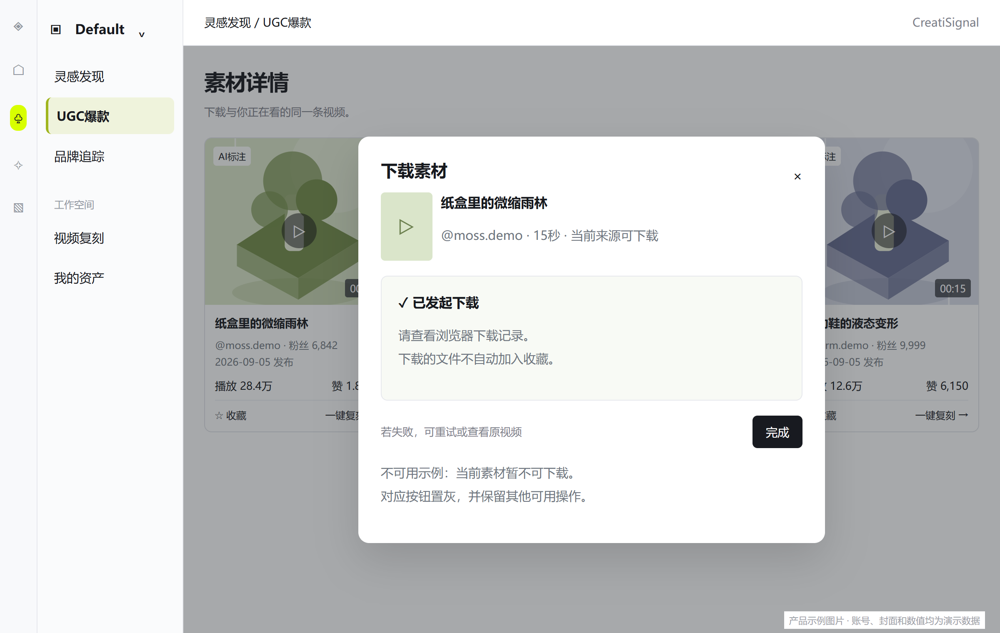 Default
灵感发现
UGC爆款
品牌追踪
工作空间
视频复刻
我的资产
灵感发现 / UGC爆款
CreatiSignal
素材详情
下载与你正在看的同一条视频。
AI标注
纸盒里的微缩雨林
@moss.demo · 粉丝 6,842
2026-09-05 发布
播放 28.4万
☆ 收藏
下载素材
×
纸盒里的微缩雨林
@moss.demo · 15秒 · 当前来源可下载
✓ 已发起下载
请查看浏览器下载记录。
下载的文件不自动加入收藏。
若失败，可重试或查看原视频
完成
不可用示例：当前素材暂不可下载。
对应按钮置灰，并保留其他可用操作。
00:15
鞋的液态变形
rm.demo · 粉丝 9,999
-09-05 发布
12.6万
赞 6,150
藏
一键复刻 →
产品示例图片 · 账号、封面和数值均为演示数据